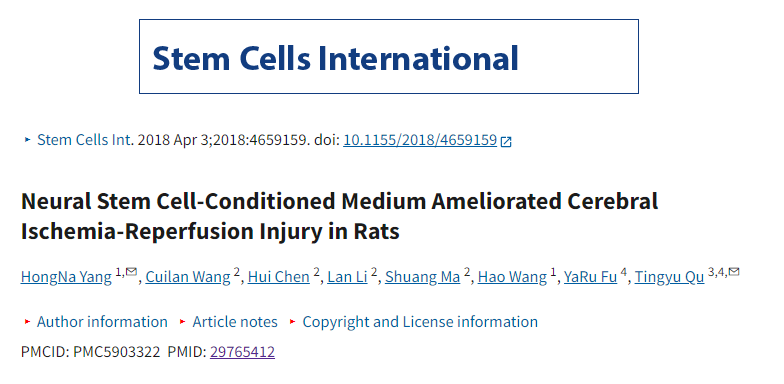 Stem Cells International
‣ Stem Cells Int. 2018 Apr 3;2018:4659159. doi: 10.1155/2018/4659159
Neural Stem Cell-Conditioned Medium Ameliorated Cerebral
Ischemia-Reperfusion Injury in Rats
HongNa Yang 1,✉, Cuilan Wang 2, Hui Chen 2, Lan Li 2, Shuang Ma 2, Hao Wang 1, YaRu Fu 4, Tingyu Qu 3,4,✉
‣ Author information ‣ Article notes ‣ Copyright and License information
PMCID: PMC5903322 PMID: 29765412